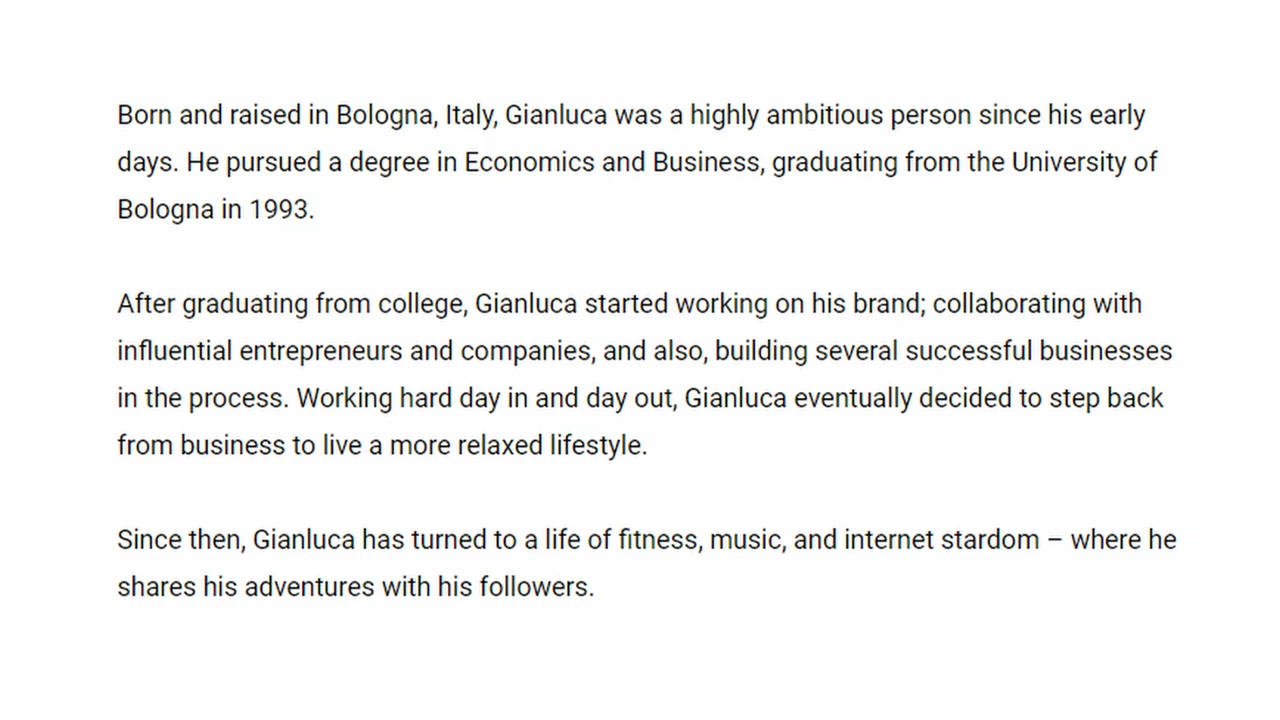 Born and raised in Bologna, Italy, Gianluca was a highly ambitious person since his early
days. He pursued a degree in Economics and Business, graduating from the University of
Bologna in 1993.
After graduating from college, Gianluca started working on his brand; collaborating with
influential entrepreneurs and companies, and also, building several successful businesses
in the process. Working hard day in and day out, Gianluca eventually decided to step back
from business to live a more relaxed lifestyle.
Since then, Gianluca has turned to a life of fitness, music, and internet stardom – where he
shares his adventures with his followers.